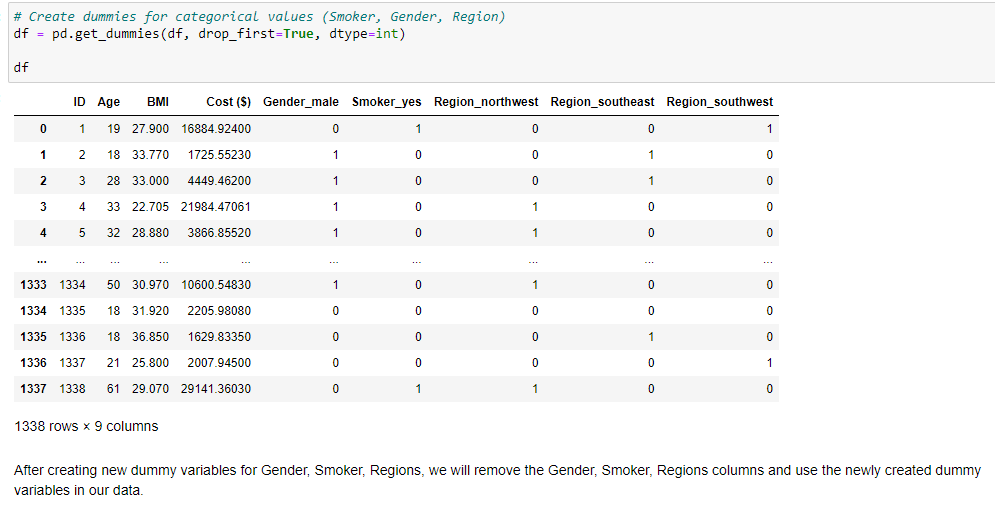 # Create dummies for categorical values (Smoker, Gender, Region)
df = pd.get_dummies(df, drop_first=True, dtype=int)
df
ID Age BMI Cost ($) Gender_male Smoker_yes Region_northwest Region_southeast Region_southwest
0 1 19 27.900 16884.92400 0 1 0 0 1
1 2 18 33.770 1725.55230 1 0 0 1 0
2 3 28 33.000 4449.46200 1 0 0 1 0
3 4 33 22.705 21984.47061 1 0 1 0 0
4 5 32 28.880 3866.85520 1 0 1 0 0
... ... ... ... ... ... ... ... ... ...
1333 1334 50 30.970 10600.54830 1 0 1 0 0
1334 1335 18 31.920 2205.98080 0 0 0 0 0
1335 1336 18 36.850 1629.83350 0 0 0 1 0
1336 1337 21 25.800 2007.94500 0 0 0 0 1
1337 1338 61 29.070 29141.36030 0 1 1 0 0
1338 rows × 9 columns
After creating new dummy variables for Gender, Smoker, Regions, we will remove the Gender, Smoker, Regions columns and use the newly created dummy
variables in our data.